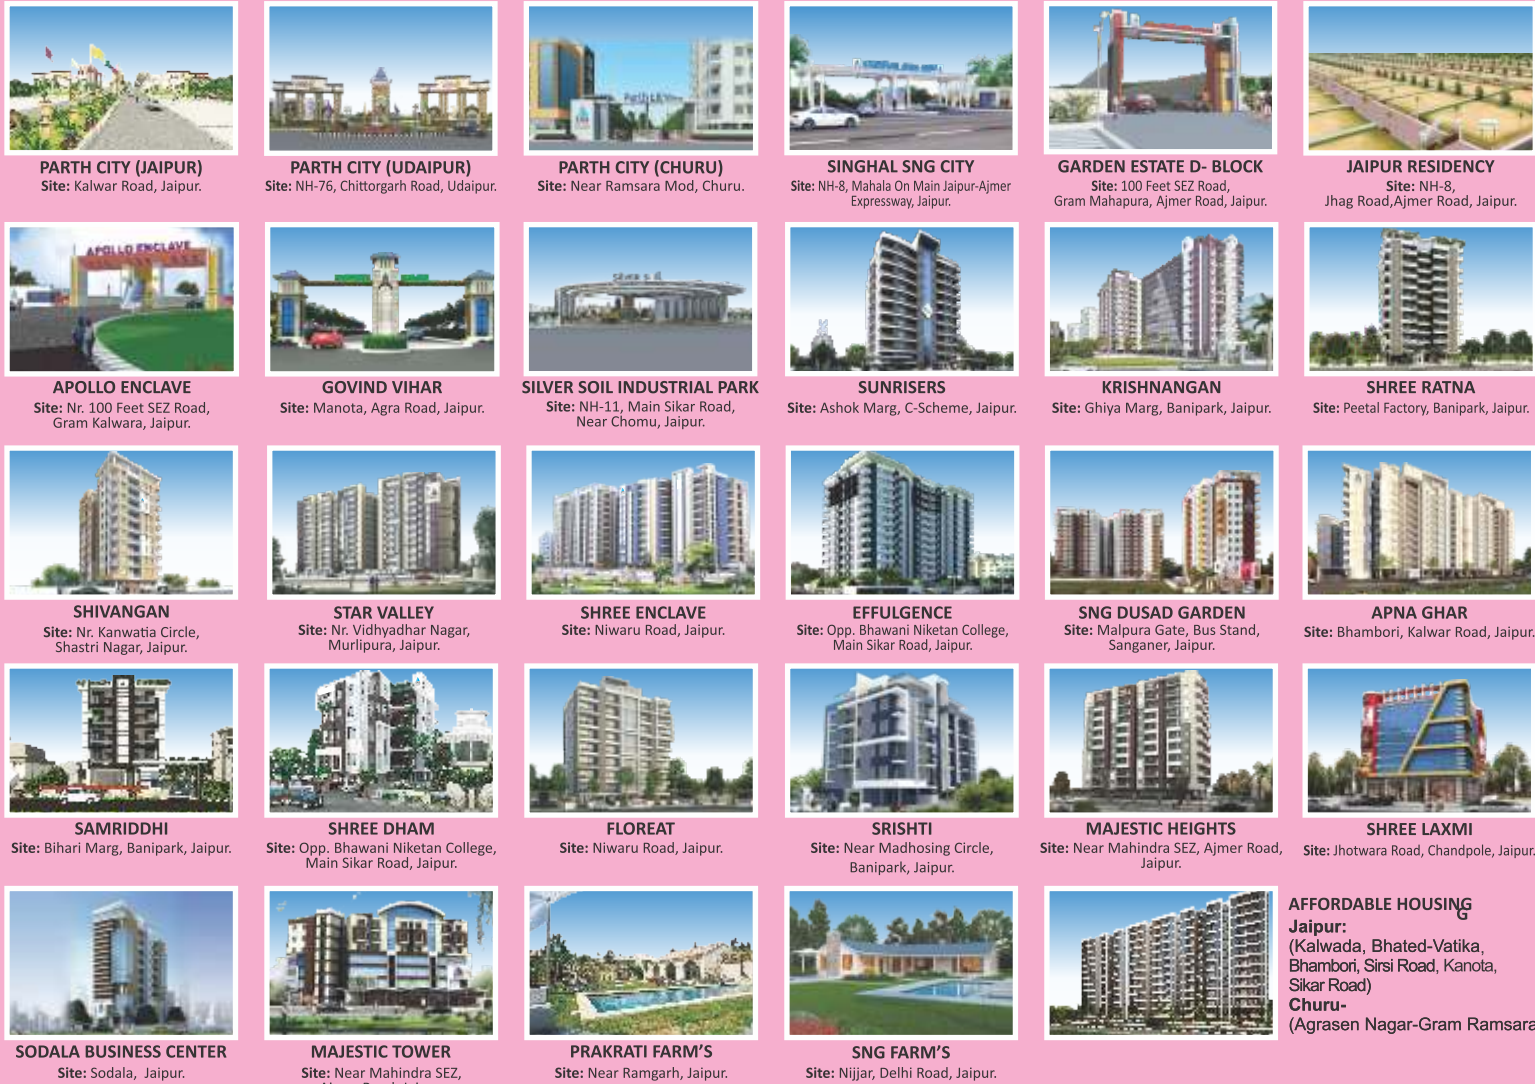 PARTH CITY (JAIPUR)
Site: Kalwar Road, Jaipur.
PARTH CITY (UDAIPUR)
Site: NH-76, Chittorgarh Road, Udaipur.
PARTH CITY (CHURU)
Site: Near Ramsara Mod, Churu.
SINGHAL SNG CITY
Site: NH-8, Mahala On Main Jaipur-Ajmer
Expressway, Jaipur.
GARDEN ESTATE D- BLOCK
Site: 100 Feet SEZ Road,
Gram Mahapura, Ajmer Road, Jaipur.
JAIPUR RESIDENCY
Site: NH-8,
Jhag Road,Ajmer Road, Jaipur.
APOLLO ENCLAVE
APOLLO ENCLAVE
Site: Nr. 100 Feet SEZ Road,
Gram Kalwara, Jaipur.
GOVIND VIHAR
Site: Manota, Agra Road, Jaipur.
SILVER SOIL INDUSTRIAL PARK
Site: NH-11, Main Sikar Road,
Near Chomu, Jaipur.
SUNRISERS
Site: Ashok Marg, C-Scheme, Jaipur.
KRISHNANGAN
Site: Ghiya Marg, Banipark, Jaipur.
SHREE RATNA
Site: Peetal Factory, Banipark, Jaipur.
SHIVANGAN
Site: Nr. Kanwatia Circle,
Shastri Nagar, Jaipur.
STAR VALLEY
Site: Nr. Vidhyadhar Nagar,
Murlipura, Jaipur.
SHREE ENCLAVE
Site: Niwaru Road, Jaipur.
EFFULGENCE
Site: Opp. Bhawani Niketan College,
Main Sikar Road, Jaipur.
SNG DUSAD GARDEN
Site: Malpura Gate, Bus Stand,
Sanganer, Jaipur.
APNA GHAR
Site: Bhambori, Kalwar Road, Jaipur.
SAMRIDDHI
Site: Bihari Marg, Banipark, Jaipur.
SHREE DHAM
Site: Opp. Bhawani Niketan College,
Main Sikar Road, Jaipur.
FLOREAT
Site: Niwaru Road, Jaipur.
SRISHTI
Site: Near Madhosing Circle,
Banipark, Jaipur.
MAJESTIC HEIGHTS
Site: Near Mahindra SEZ, Ajmer Road,
Jaipur.
SHREE LAXMI
Site: Jhotwara Road, Chandpole, Jaipur.
SODALA BUSINESS CENTER
Site: Sodala, Jaipur.
MAJESTIC TOWER
Site: Near Mahindra SEZ,
PRAKRATI FARM'S
Site: Near Ramgarh, Jaipur.
SNG FARM'S
Site: Nijjar, Delhi Road, Jaipur.
AFFORDABLE HOUSING
G
Jaipur:
(Kalwada, Bhated-Vatika,
Bhambori, Sirsi Road, Kanota,
Sikar Road)
Churu-
(Agrasen Nagar-Gram Ramsara